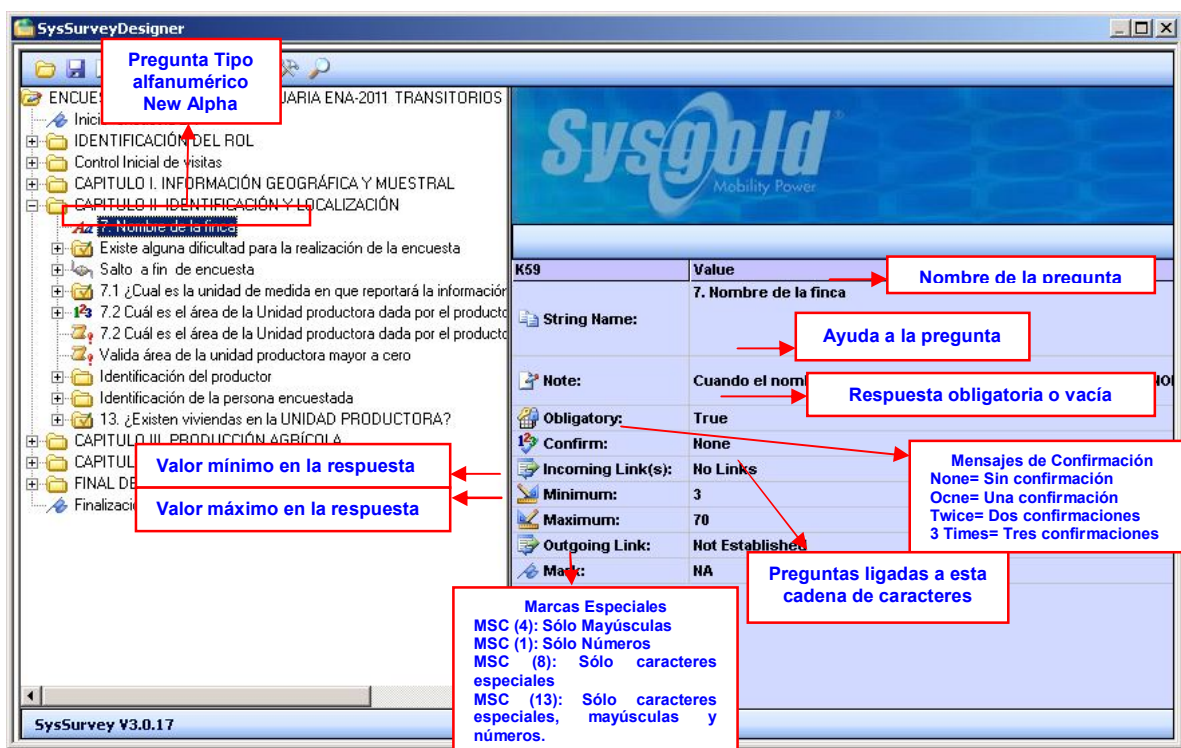 SysSurveyDesigner
Pregunta Tipo
alfanumérico
New Alpha
JARIA ENA-2011 TRANSITORIOS
IDENTIFICACIÓN DEL ROL
Control Inicial de visitas
CAPITULO I. INFORMACIÓN GEOGRÁFICA Y MUESTRAL
CAPITULO II. IDENTIFICACIÓN Y LOCALIZACIÓN
7. Nombre de la finca
Existe alguna dificultad para la realización de la encuesta
Salto a fin de encuesta
7.1 ¿Cual es la unidad de medida en que reportará la información
7.2 Cuál es el área de la Unidad productora dada por el producto
7.2 Cuál es el área de la Unidad productora dada por el producto
Valida área de la unidad productora mayor a cero
Identificación del productor
Identificación de la persona encuestada
13. ¿Existen viviendas en la UNIDAD PRODUCTORA?
CAPITULO III. PRODUCCIÓN AGRÍCOLA
CAPITUL
FINAL DE
Finalizaci
Valor mínimo en la respuesta
Valor máximo en la respuesta
Sysgold®
Mobility Power
K59 Value
Nombre de la pregunta
String Name: 7. Nombre de la finca
Ayuda a la pregunta
Note: Cuando el nom
Respuesta obligatoria o vacía
Obligatory: True
Confirm: None
Incoming Link(s): No Links
Minimum: 3
Maximum: 70
Outgoing Link: Not Established
Mark: NA
Mensajes de Confirmación
None= Sin confirmación
Ocne= Una confirmación
Twice= Dos confirmaciones
3 Times= Tres confirmaciones
Preguntas ligadas a esta
cadena de caracteres
Marcas Especiales
MSC (4): Sólo Mayúsculas
MSC (1): Sólo Números
MSC (8): Sólo caracteres
especiales
MSC (13): Sólo caracteres
especiales, mayúsculas y
números.
SysSurvey V3.0.17